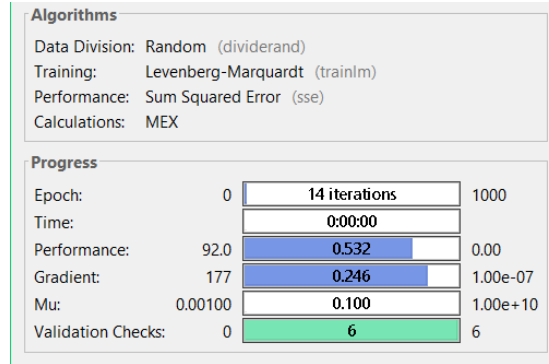 Algorithms
Data Division: Random (dividerand)
Training: Levenberg-Marquardt (trainlm)
Performance: Sum Squared Error (sse)
Calculations: MEX
Progress
Epoch: 0 14 iterations 1000
Time: 0:00:00
Performance: 92.0 0.532 0.00
Gradient: 177 0.246 1.00e-07
Mu: 0.00100 0.100 1.00e+10
Validation Checks: 0 6 6